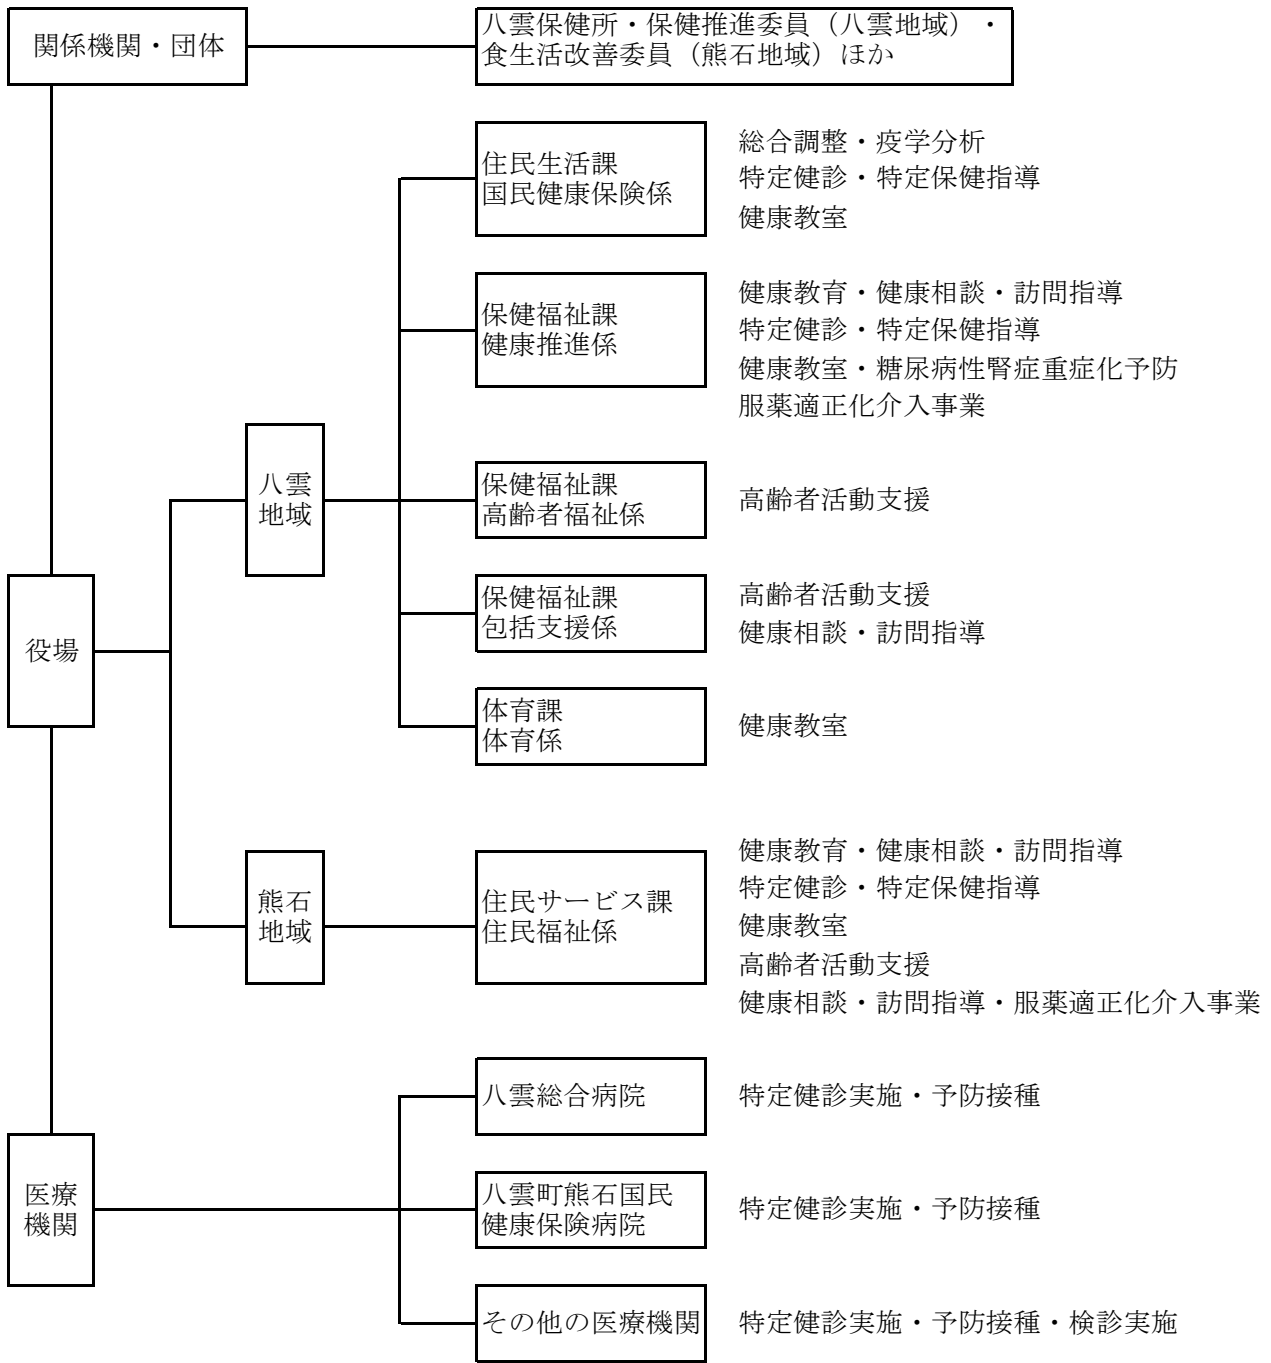 関係機関・団体
八雲保健所・保健推進委員（八雲地域）・
食生活改善委員（熊石地域）ほか
住民生活課
国民健康保険係
総合調整・疫学分析
特定健診・特定保健指導
健康教室
保健福祉課
健康推進係
健康教育・健康相談・訪問指導
特定健診・特定保健指導
健康教室・糖尿病性腎症重症化予防
服薬適正化介入事業
八雲
地域
保健福祉課
高齢者福祉係
高齢者活動支援
役場
保健福祉課
包括支援係
高齢者活動支援
健康相談・訪問指導
体育課
体育係
健康教室
熊石
地域
住民サービス課
住民福祉係
健康教育・健康相談・訪問指導
特定健診・特定保健指導
健康教室
高齢者活動支援
健康相談・訪問指導・服薬適正化介入事業
医療
機関
八雲総合病院
特定健診実施・予防接種
八雲町熊石国民
健康保険病院
特定健診実施・予防接種
その他の医療機関
特定健診実施・予防接種・検診実施